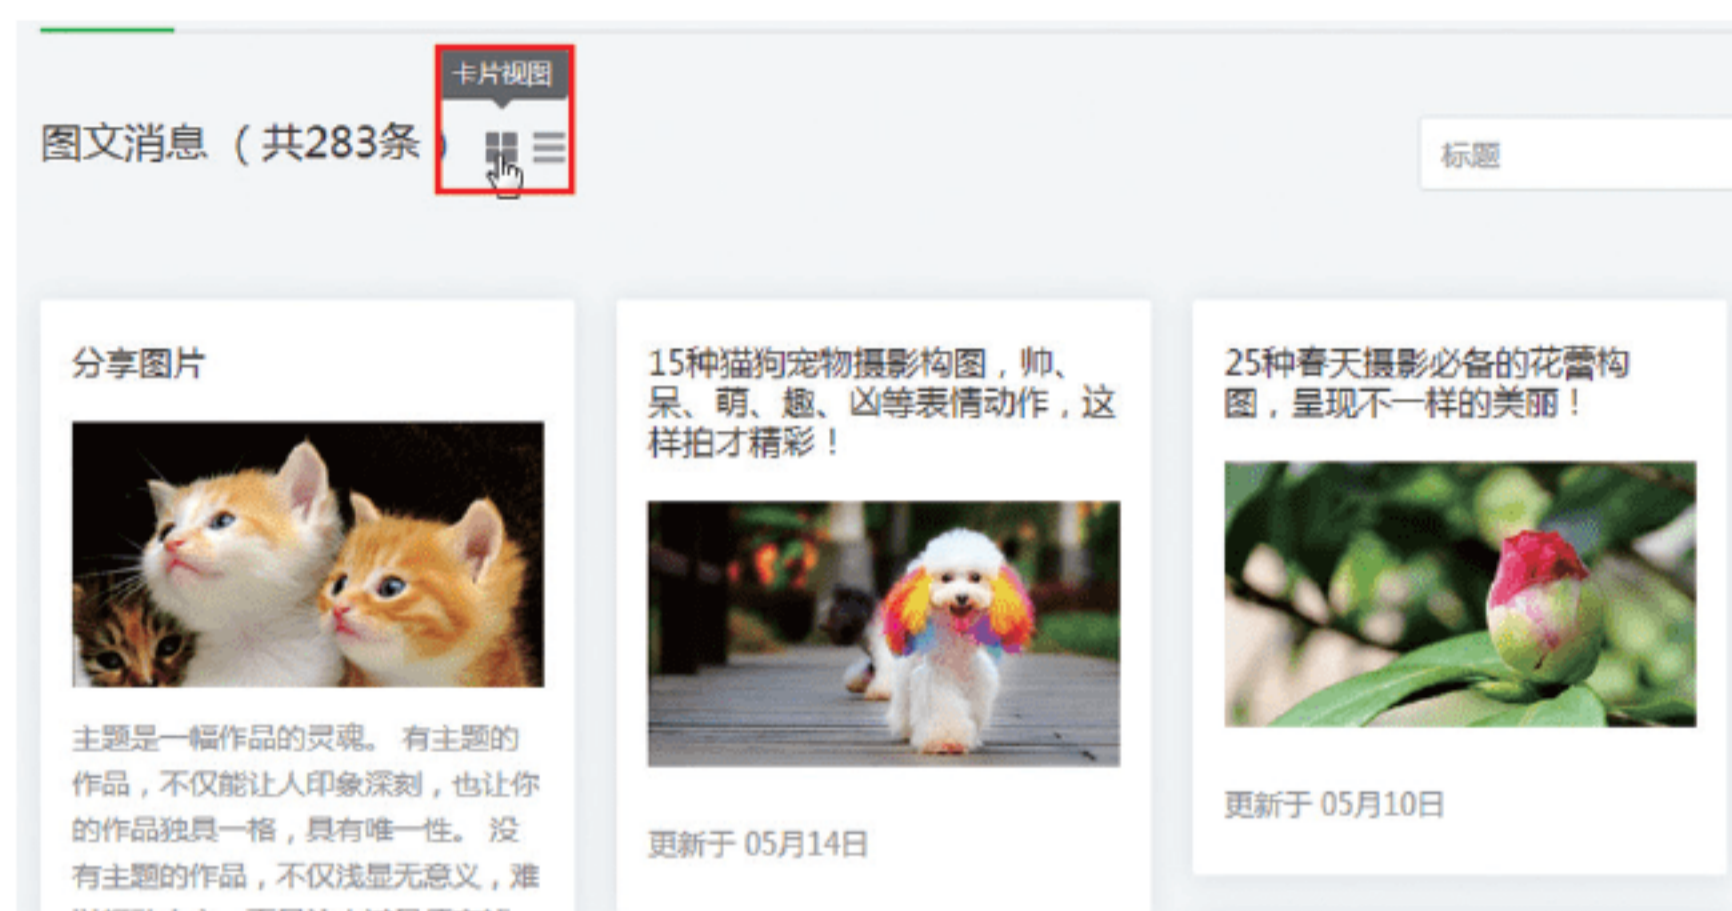 卡片视图
图文消息（共283条）
标题
分享图片
主题是一幅作品的灵魂。 有主题的
作品，不仅能让人印象深刻，也让你
的作品独具一格，具有唯一性。 没
有主题的作品，不仅浅显无意义，难
15种猫狗宠物摄影构图，帅、
呆、萌、趣、凶等表情动作，这
样拍才精彩！
更新于 05月14日
25种春天摄影必备的花蕾构
图，呈现不一样的美丽！
更新于 05月10日